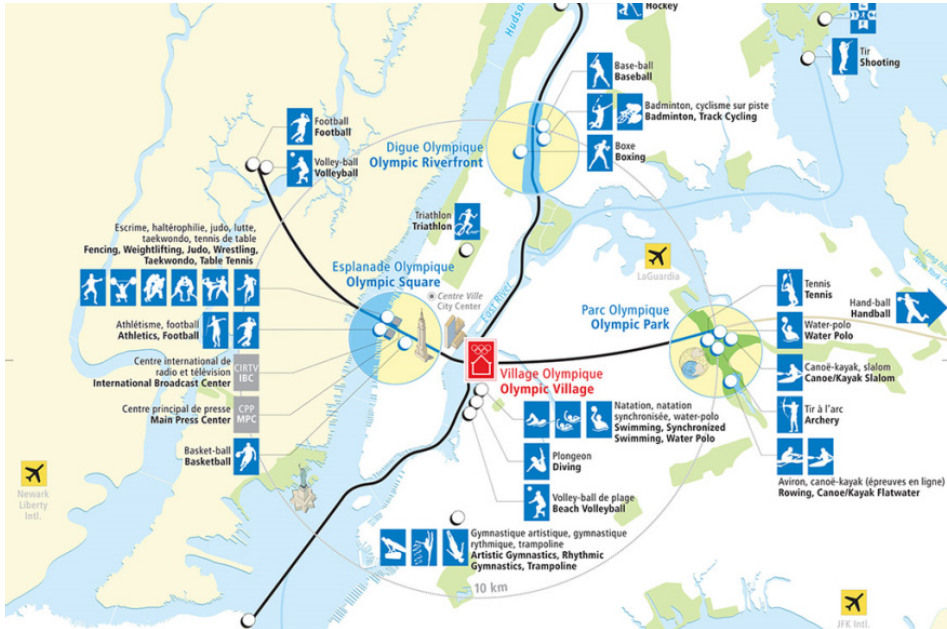 Hockey
Hudson
Tir
Shooting
Base-ball
Baseball
Badminton, cyclisme sur piste
Badminton, Track Cycling
Boxe
Boxing
Digue Olympique
Olympic Riverfront
Football
Football
Volley-ball
Volleyball
Triathlon
Triathlon
Escrime, haltérophilie, judo, lutte,
taekwondo, tennis de table
Fencing, Weightlifting, Judo, Wrestling,
Taekwondo, Table Tennis
Esplanade Olympique
Olympic Square
Centre Ville
City Center
East River
LaGuardia
Parc Olympique
Olympic Park
Tennis
Tennis
Hand-ball
Handball
Water-polo
Water Polo
Canoë-kayak, slalom
Canoe/Kayak Slalom
Tir à l'arc
Archery
Aviron, canoë-kayak (épreuves en ligne)
Rowing, Canoe/Kayak Flatwater
Athlétisme, football
Athletics, Football
Centre international de
radio et télévision
International Broadcast Center
CIRTV
IBC
Centre principal de presse
Main Press Center
CPP
MPC
Basket-ball
Basketball
Village Olympique
Olympic Village
Natation, natation
synchronisée, water-polo
Swimming, Synchronized
Swimming, Water Polo
Plongeon
Diving
Volley-ball de plage
Beach Volleyball
Gymnastique artistique, gymnastique
rythmique, trampoline
Artistic Gymnastics, Rhythmic
Gymnastics, Trampoline
10 km
Newark
Liberty
Intl.
JFK Intl.